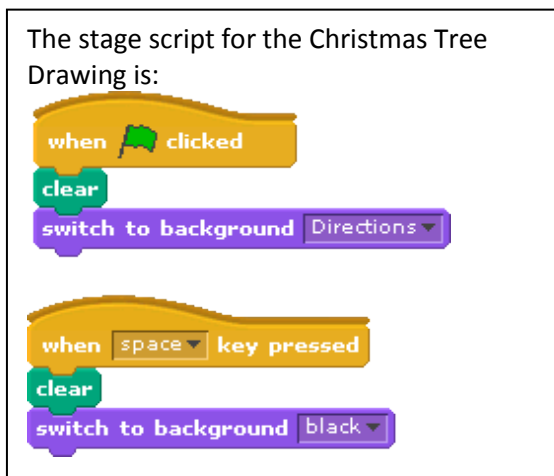 The stage script for the Christmas Tree
Drawing is:
when clicked
clear
switch to background Directions
when space key pressed
clear
switch to background black